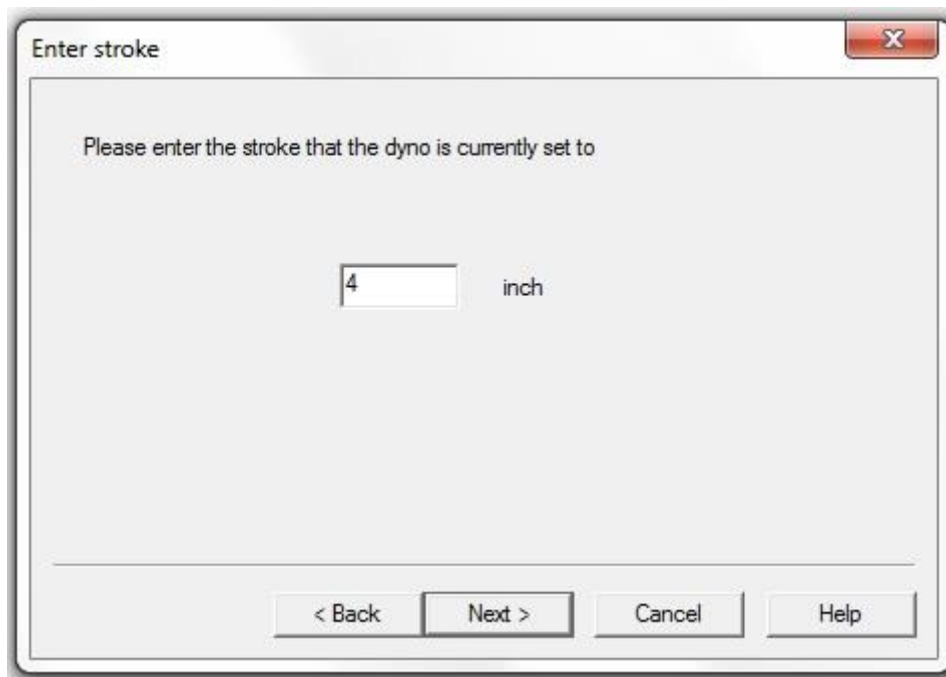 Enter stroke
Please enter the stroke that the dyno is currently set to
4 inch
< Back Next > Cancel Help